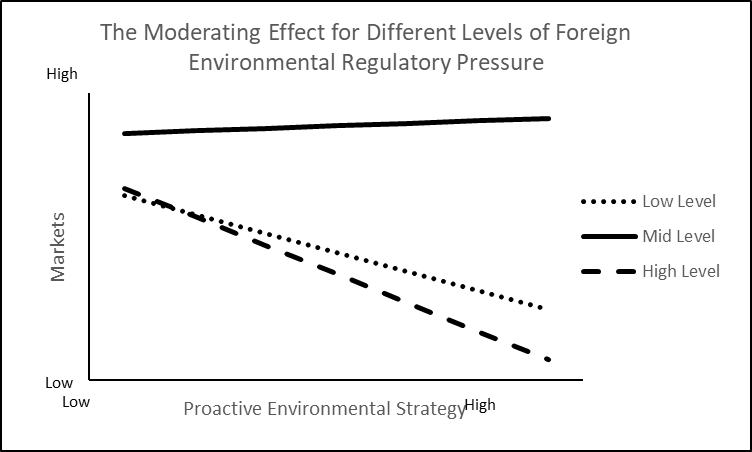 The Moderating Effect for Different Levels of Foreign
Environmental Regulatory Pressure
High
Markets
Low Level
Mid Level
High Level
Low
Low
Proactive Environmental Strategy
High